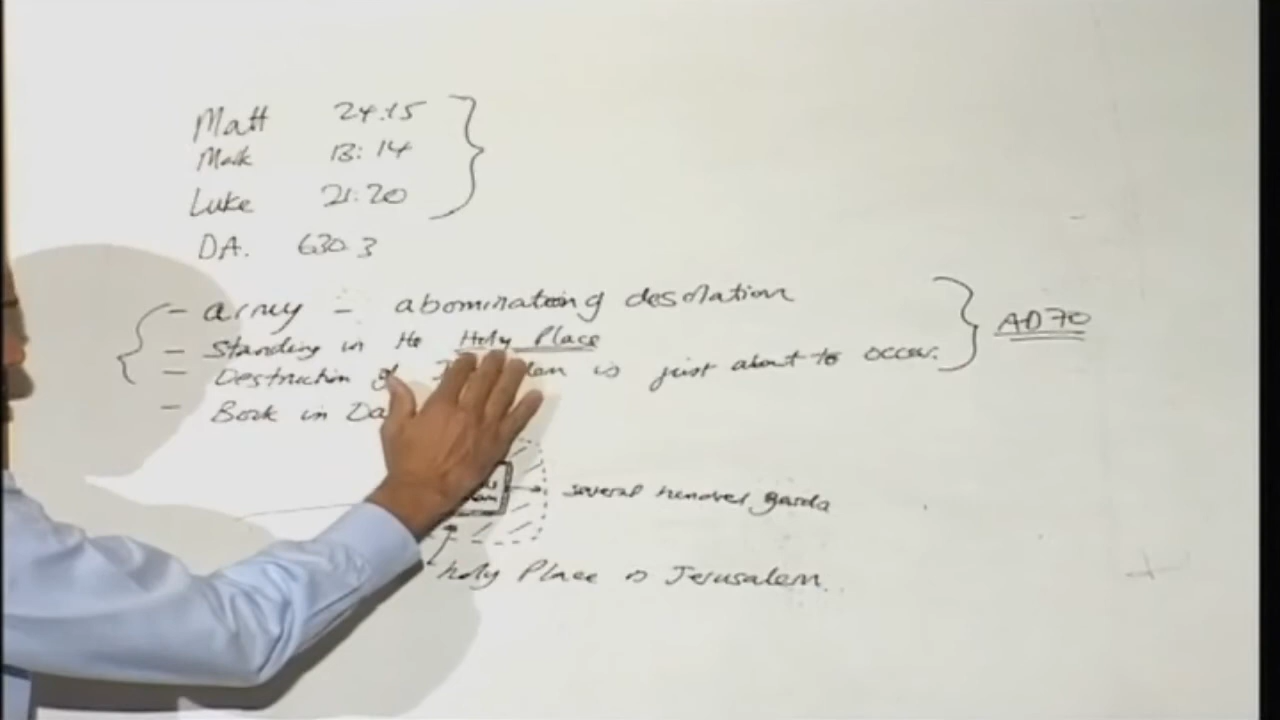 Matt 24:15
Mark 13:14
Luke 21:20
DA. 630.3
- army = abominating desolation
- Standing in the Holy Place
AD70
- Destruction of is just about to occur.
- Book in Da
several hundred yards
Holy Place is Jerusalem.